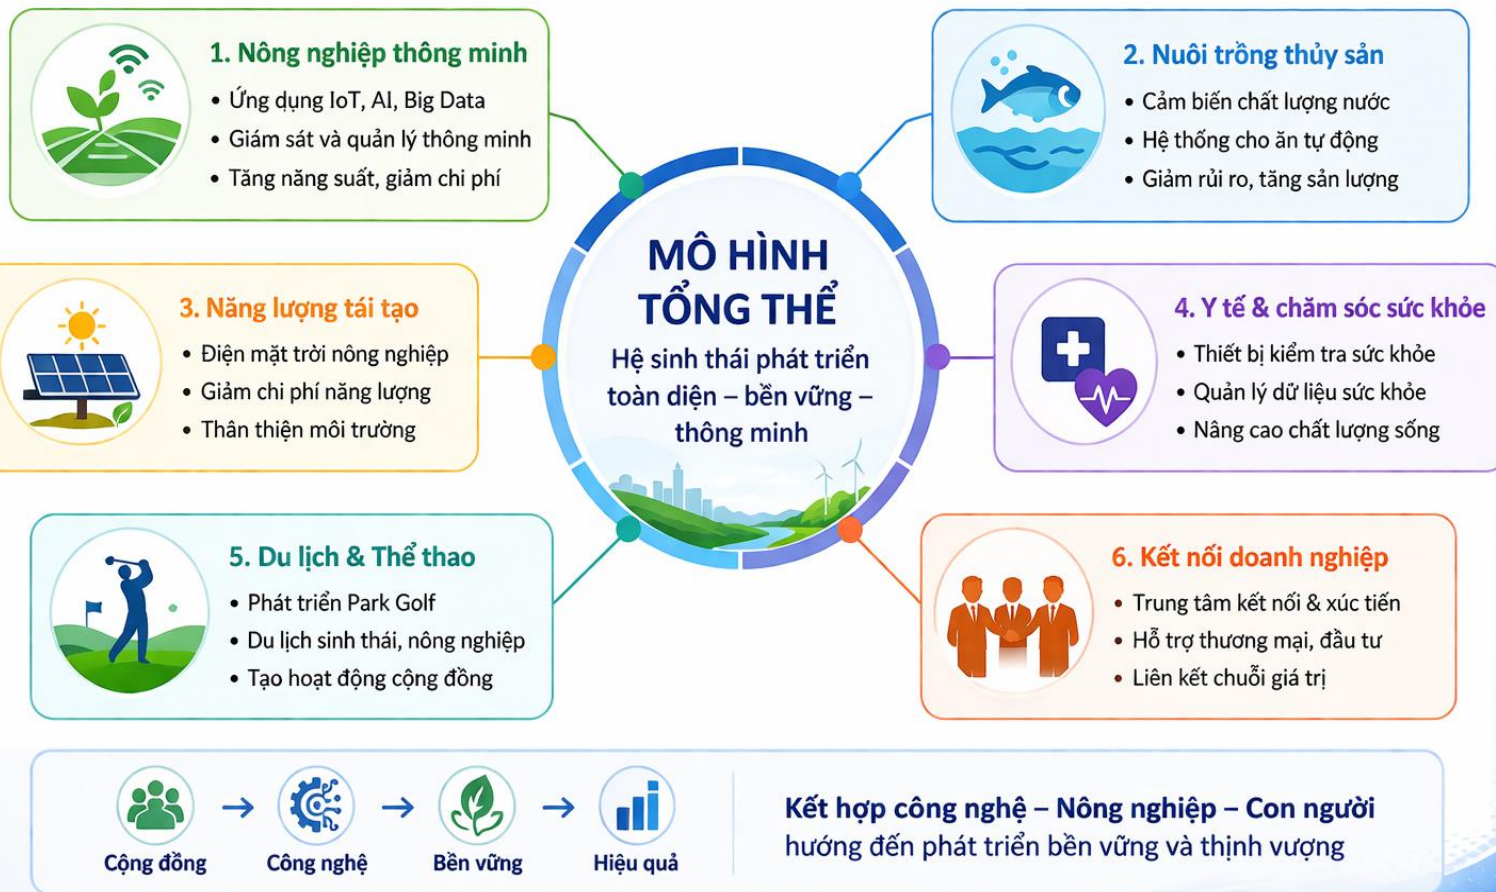 1. Nông nghiệp thông minh
• Ứng dụng IoT, AI, Big Data
• Giám sát và quản lý thông minh
• Tăng năng suất, giảm chi phí
2. Nuôi trồng thủy sản
• Cảm biến chất lượng nước
• Hệ thống cho ăn tự động
• Giảm rủi ro, tăng sản lượng
MÔ HÌNH
TỔNG THỂ
Hệ sinh thái phát triển
toàn diện – bền vững –
thông minh
3. Năng lượng tái tạo
• Điện mặt trời nông nghiệp
• Giảm chi phí năng lượng
• Thân thiện môi trường
4. Y tế & chăm sóc sức khỏe
• Thiết bị kiểm tra sức khỏe
• Quản lý dữ liệu sức khỏe
• Nâng cao chất lượng sống
5. Du lịch & Thể thao
• Phát triển Park Golf
• Du lịch sinh thái, nông nghiệp
• Tạo hoạt động cộng đồng
6. Kết nối doanh nghiệp
• Trung tâm kết nối & xúc tiến
• Hỗ trợ thương mại, đầu tư
• Liên kết chuỗi giá trị
Cộng đồng
Công nghệ
Bền vững
Hiệu quả
Kết hợp công nghệ – Nông nghiệp – Con người
hướng đến phát triển bền vững và thịnh vượng